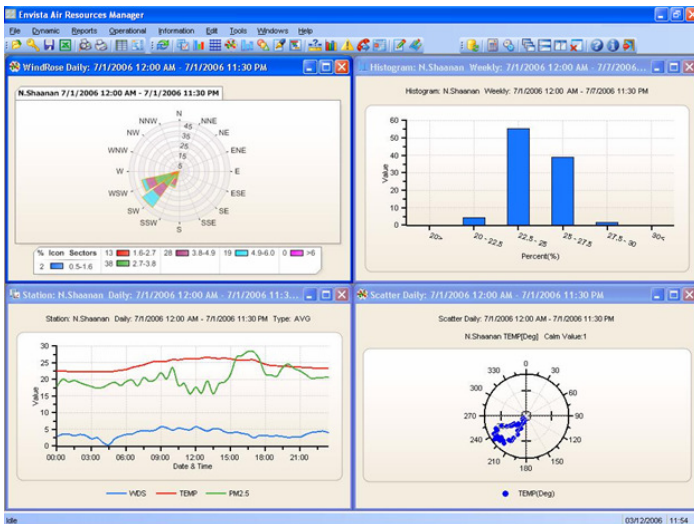 Envista Air Resources Manager
File Dynamic Reports Operational Information Edit Tools Windows Help
WindRose Daily: 7/1/2006 12:00 AM - 7/1/2006 11:30 PM
N.Shaanan 7/1/2006 12:00 AM - 7/1/2006 11:30 PM
N
NNW NNE
NW NE
WNW ENE
W E
WSW ESE
SW SE
SSW SSE
S
45
35
25
15
5
% Icon Sectors 13 1.6-2.7 28 3.8-4.9 19 4.9-6.0 0 >6
2 0.5-1.6 38 2.7-3.8
Histogram: N.Shaanan Weekly: 7/1/2006 12:00 AM - 7/7/2006...
Histogram: N.Shaanan Weekly: 7/1/2006 12:00 AM - 7/7/2006 11:30 PM
Value
60
50
40
30
20
10
0
20> 20 - 22.5 22.5 - 25 25 - 27.5 27.5 - 30 30<
Percent(%)
Station: N.Shaanan Daily: 7/1/2006 12:00 AM - 7/1/2006 11:3...
Station: N.Shaanan Daily: 7/1/2006 12:00 AM - 7/1/2006 11:30 PM Type: AVG
Value
30
25
20
15
10
5
0
00:00 03:00 06:00 09:00 12:00 15:00 18:00 21:00
Date & Time
WDS TEMP PM2.5
Scatter Daily: 7/1/2006 12:00 AM - 7/1/2006 11:30 PM
Scatter Daily: 7/1/2006 12:00 AM - 7/1/2006 11:30 PM
N.Shaanan TEMP[Deg] Calm Value:1
0
330 30
300 60
270 90
240 120
210 150
180
TEMP(Deg)
Idle 03/12/2006 11:54